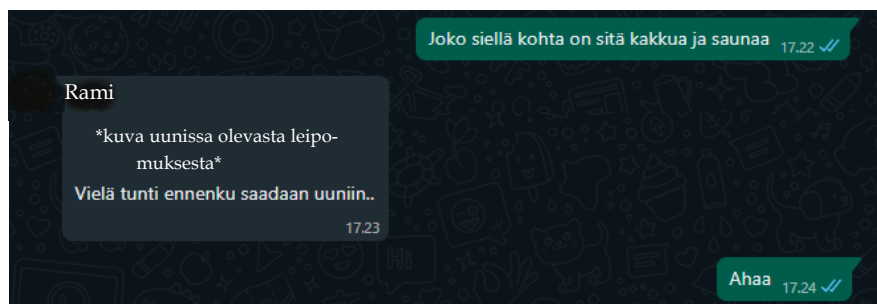 Joko siellä kohta on sitä kakkua ja saunaa 17.22
Rami
*kuva uunissa olevasta leipo-
muksesta*
Vielä tunti ennenku saadaan uuniin..
17.23
Ahaa 17.24